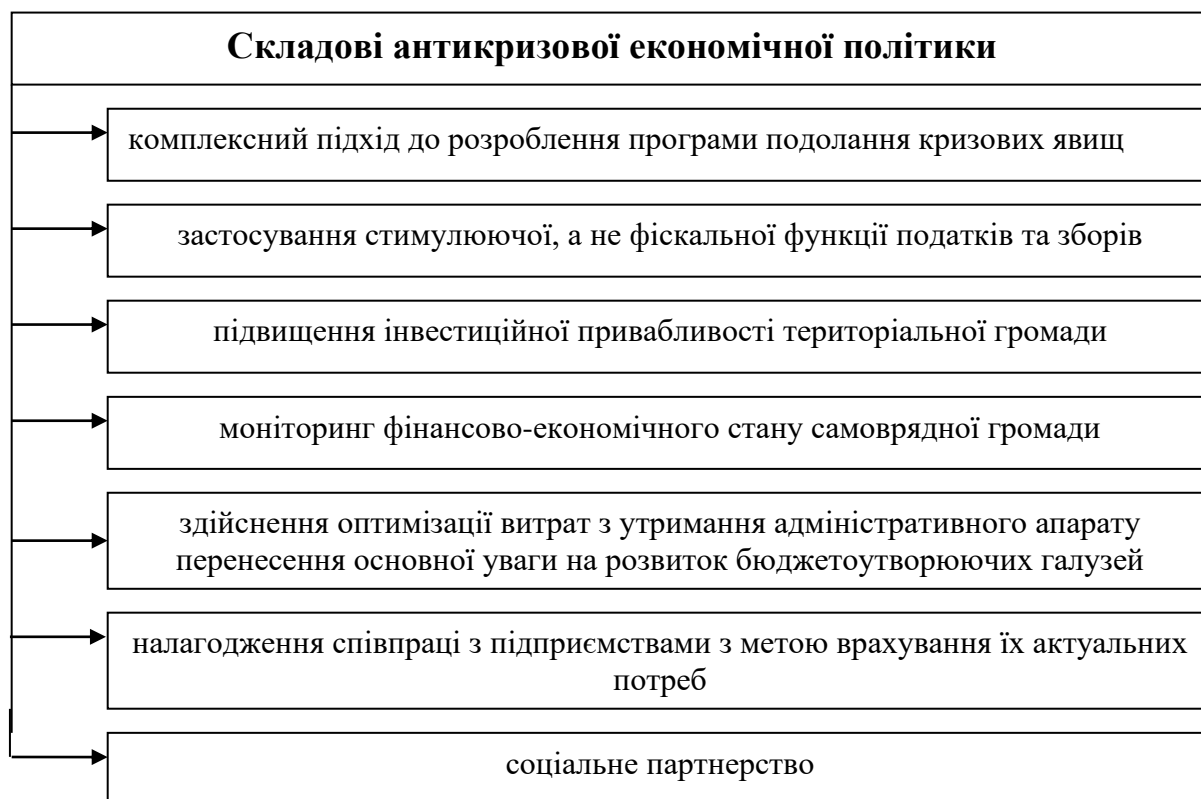 Складові антикризової економічної політики
комплексний підхід до розроблення програми подолання кризових явищ
застосування стимулюючої, а не фіскальної функції податків та зборів
підвищення інвестиційної привабливості територіальної громади
моніторинг фінансово-економічного стану самоврядної громади
здійснення оптимізації витрат з утримання адміністративного апарату
перенесення основної уваги на розвиток бюджетоутворюючих галузей
налагодження співпраці з підприємствами з метою врахування їх актуальних
потреб
соціальне партнерство